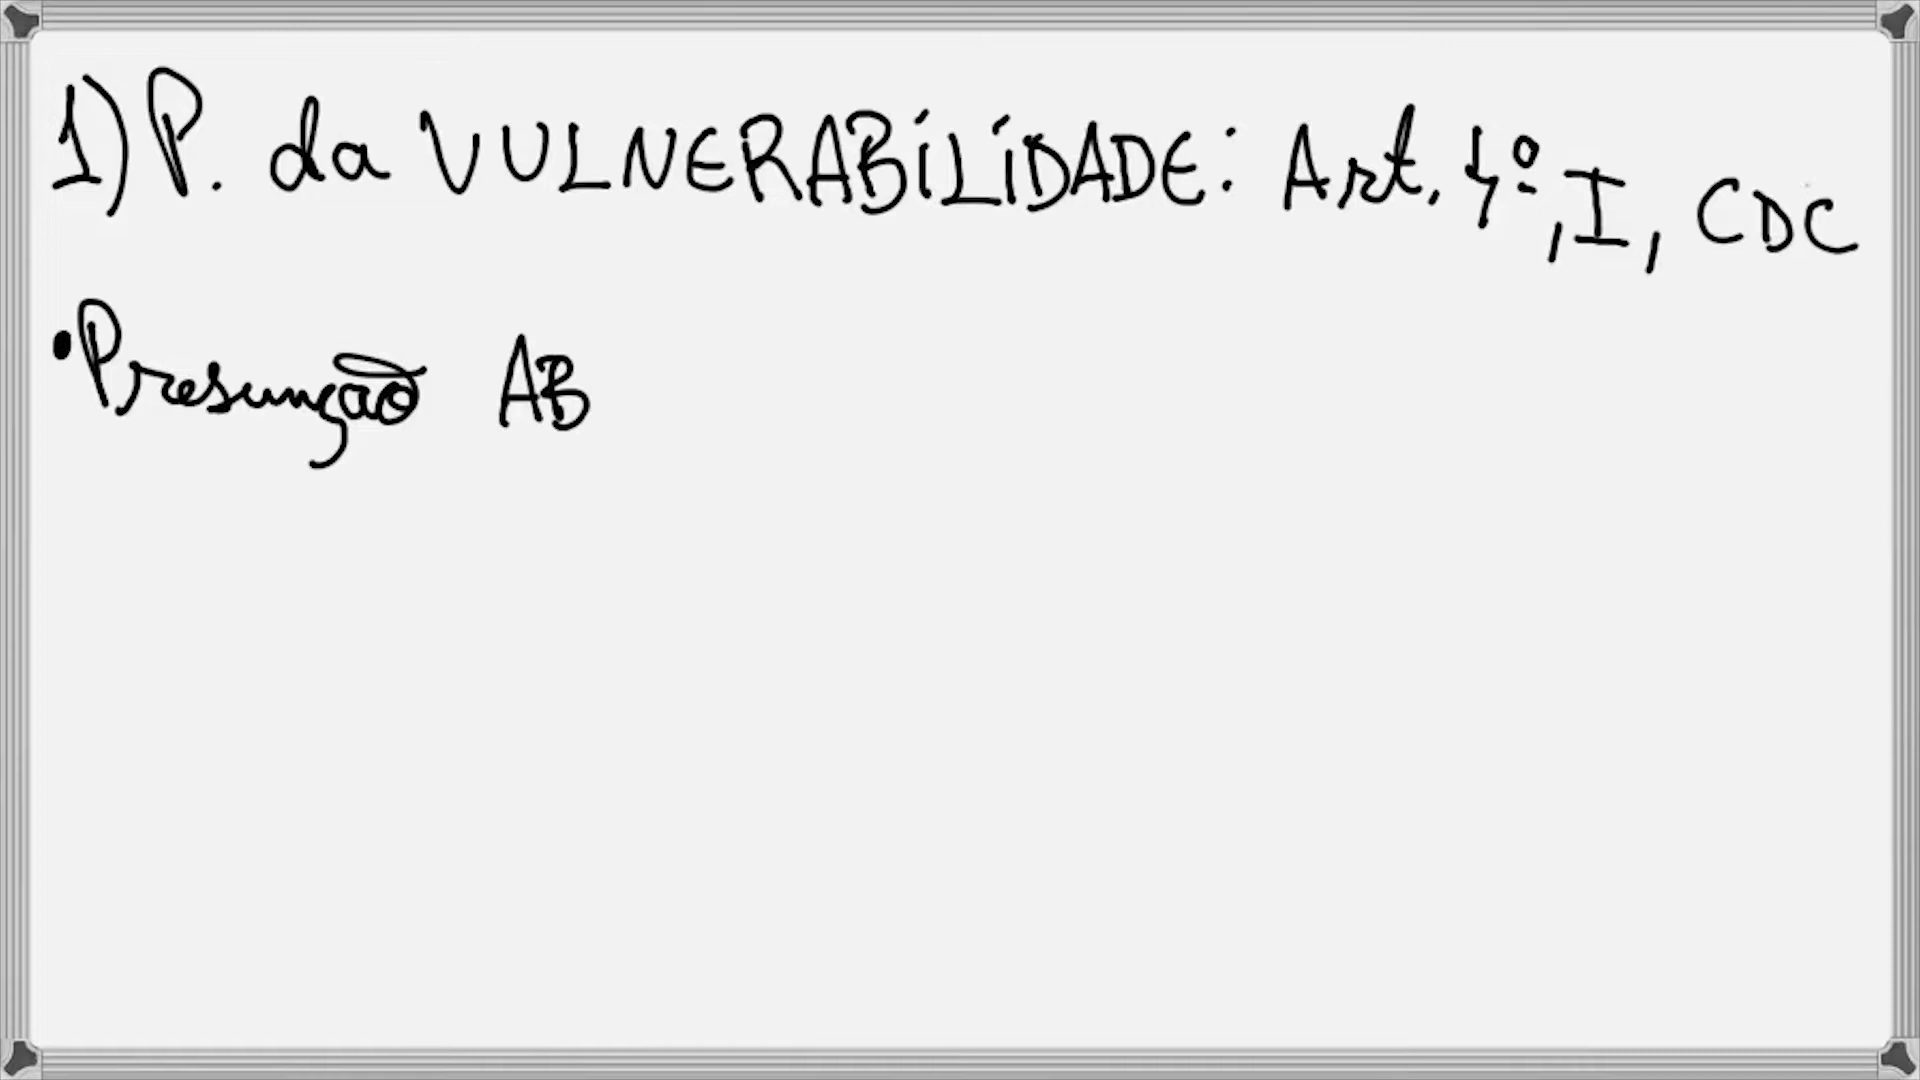 1) P. da VULNERABILIDADE: Art. 4º, I, CDC
• Presunção AB